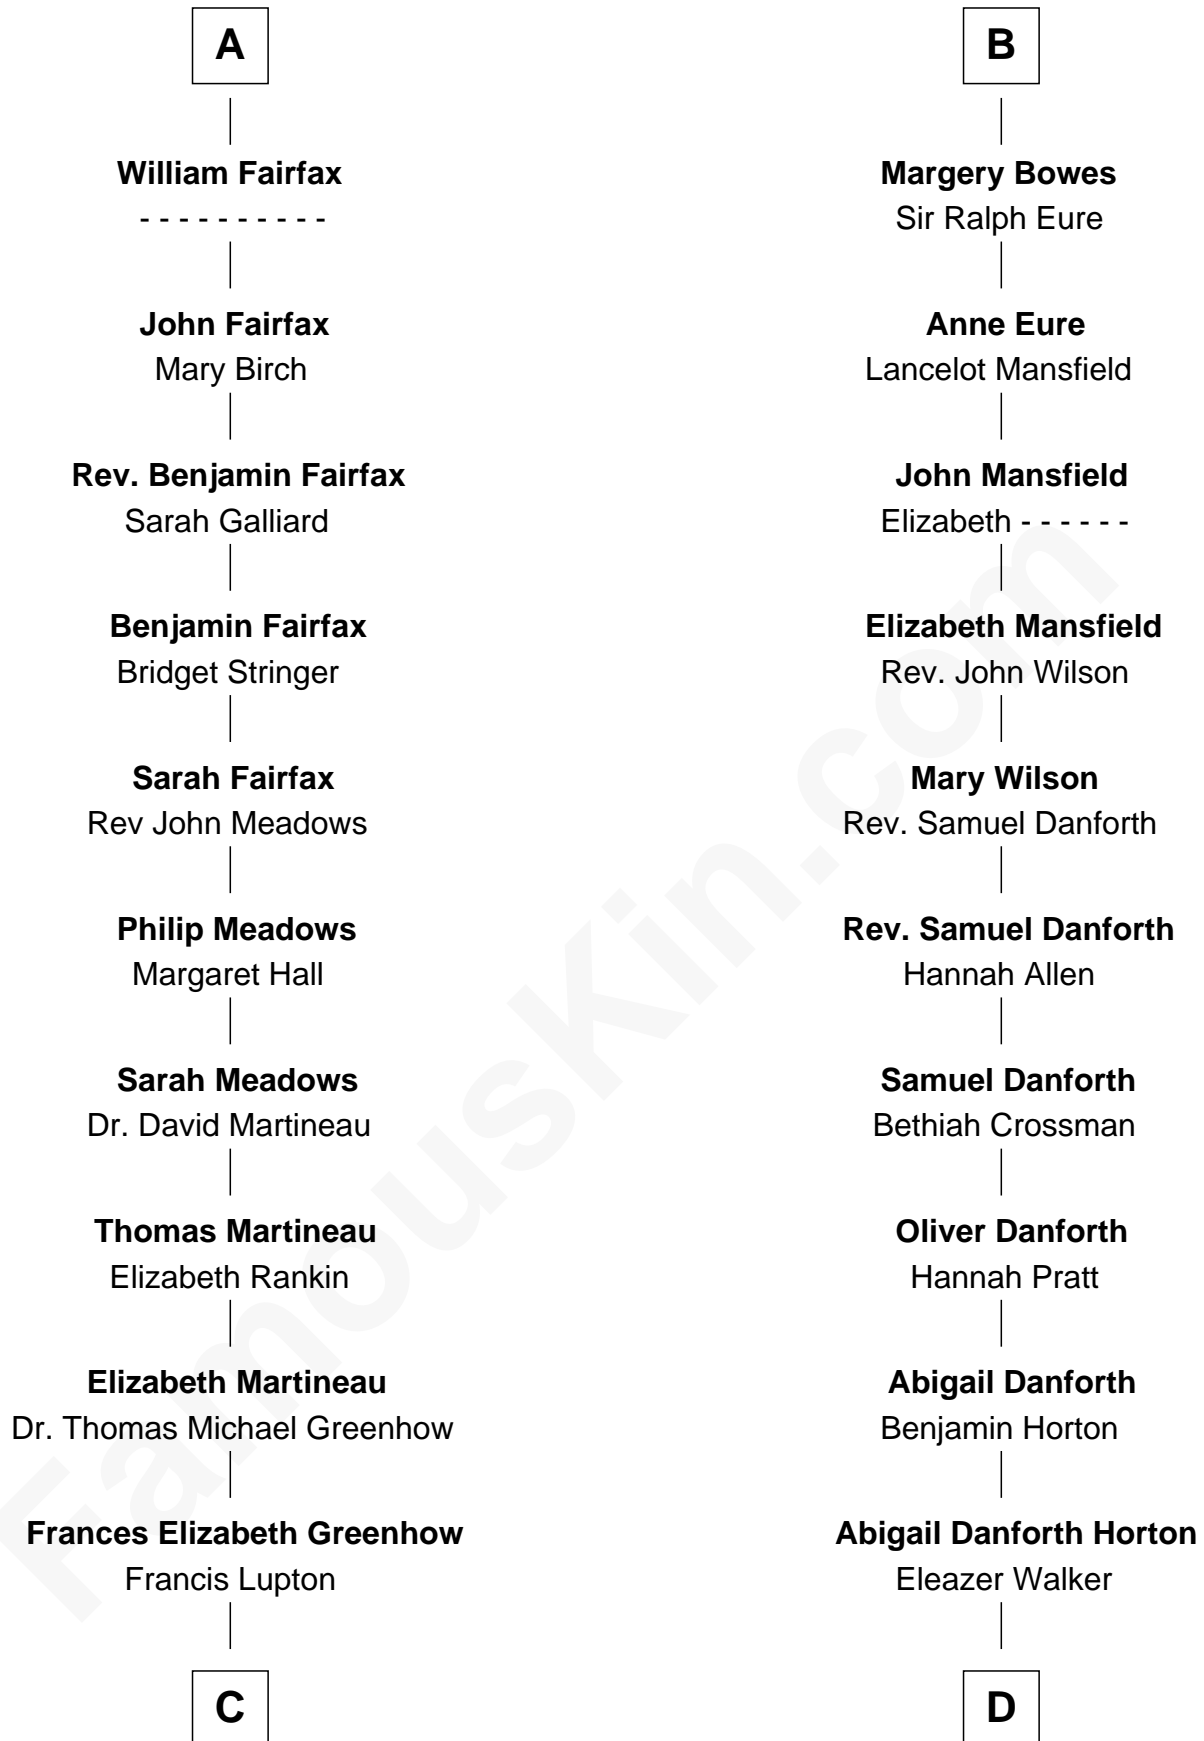 A
William Fairfax
- - - - - - - - - -
John Fairfax
Mary Birch
Rev. Benjamin Fairfax
Sarah Galliard
Benjamin Fairfax
Bridget Stringer
Sarah Fairfax
Rev John Meadows
Philip Meadows
Margaret Hall
Sarah Meadows
Dr. David Martineau
Thomas Martineau
Elizabeth Rankin
Elizabeth Martineau
Dr. Thomas Michael Greenhow
Frances Elizabeth Greenhow
Francis Lupton
C
B
Margery Bowes
Sir Ralph Eure
Anne Eure
Lancelot Mansfield
John Mansfield
Elizabeth - - - - - -
Elizabeth Mansfield
Rev. John Wilson
Mary Wilson
Rev. Samuel Danforth
Rev. Samuel Danforth
Hannah Allen
Samuel Danforth
Bethiah Crossman
Oliver Danforth
Hannah Pratt
Abigail Danforth
Benjamin Horton
Abigail Danforth Horton
Eleazer Walker
D
FamousKin.com